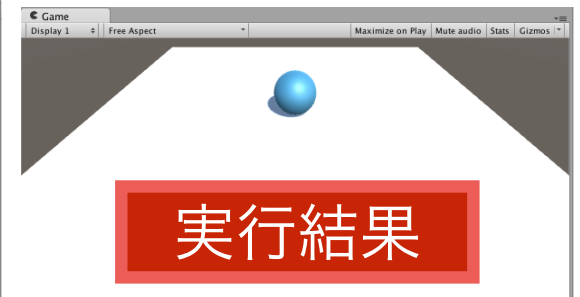 Game
Display 1 Free Aspect Maximize on Play Mute audio Stats Gizmos
実行結果